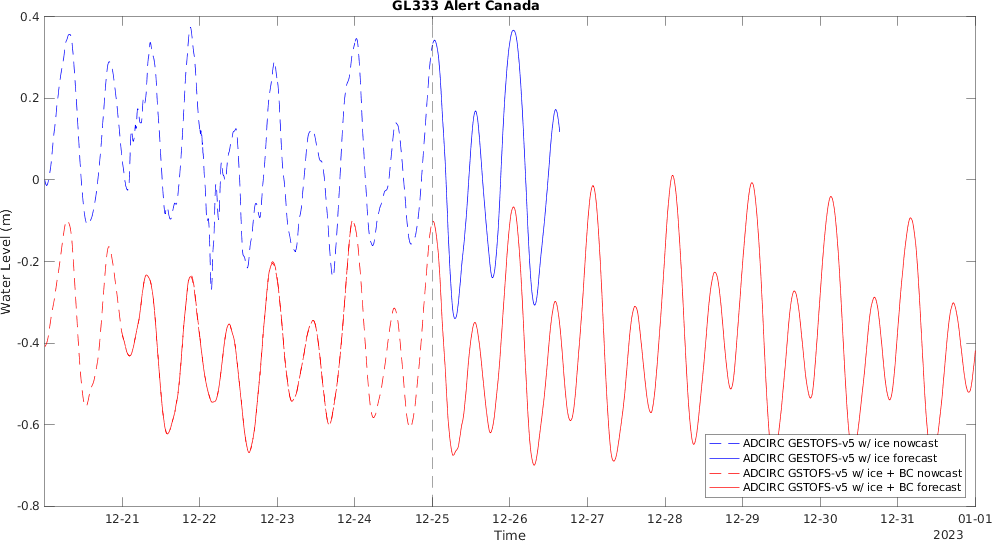 GL333 Alert Canada
Water Level (m)
0.4
0.2
0
-0.2
-0.4
-0.6
-0.8
ADCIRC GESTOFS-v5 w/ ice nowcast
ADCIRC GESTOFS-v5 w/ ice forecast
ADCIRC GSTOFS-v5 w/ ice + BC nowcast
ADCIRC GSTOFS-v5 w/ ice + BC forecast
12-21 12-22 12-23 12-24 12-25 12-26 12-27 12-28 12-29 12-30 12-31 01-01
Time
2023